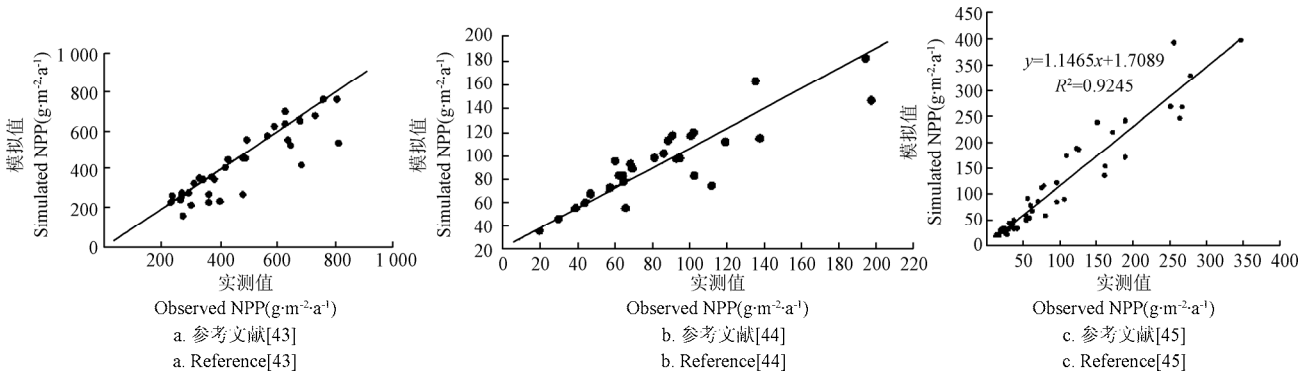 模拟值
Simulated NPP(g·m⁻²·a⁻¹)
1 000
800
600
400
200
0
200
400
600
800
1 000
实测值
Observed NPP(g·m⁻²·a⁻¹)
a. 参考文献[43]
a. Reference[43]
模拟值
Simulated NPP(g·m⁻²·a⁻¹)
200
180
160
140
120
100
80
60
40
20
0
20
40
60
80
100
120
140
160
180
200
220
实测值
Observed NPP(g·m⁻²·a⁻¹)
b. 参考文献[44]
b. Reference[44]
模拟值
Simulated NPP(g·m⁻²·a⁻¹)
450
400
350
300
250
200
150
100
50
0
y=1.1465x+1.7089
R²=0.9245
50
100
150
200
250
300
350
400
实测值
Observed NPP(g·m⁻²·a⁻¹)
c. 参考文献[45]
c. Reference[45]